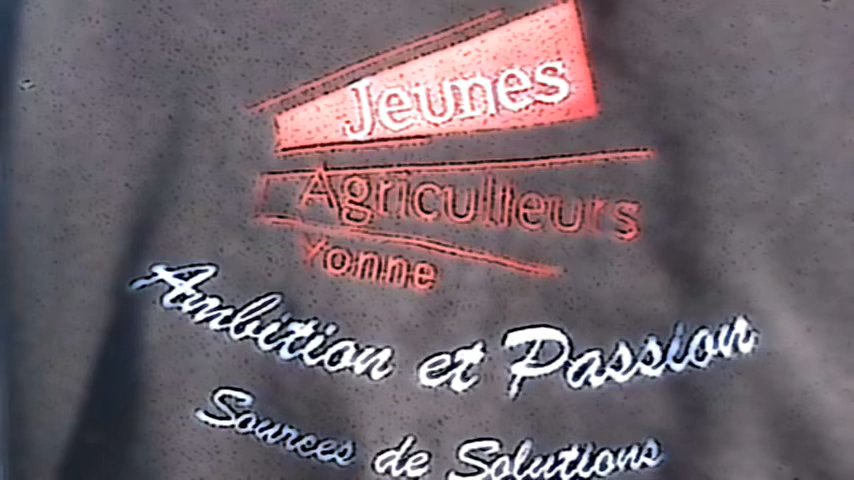 Jeunes
Agriculteurs
Yonne
Ambition et Passion
Sources de Solutions